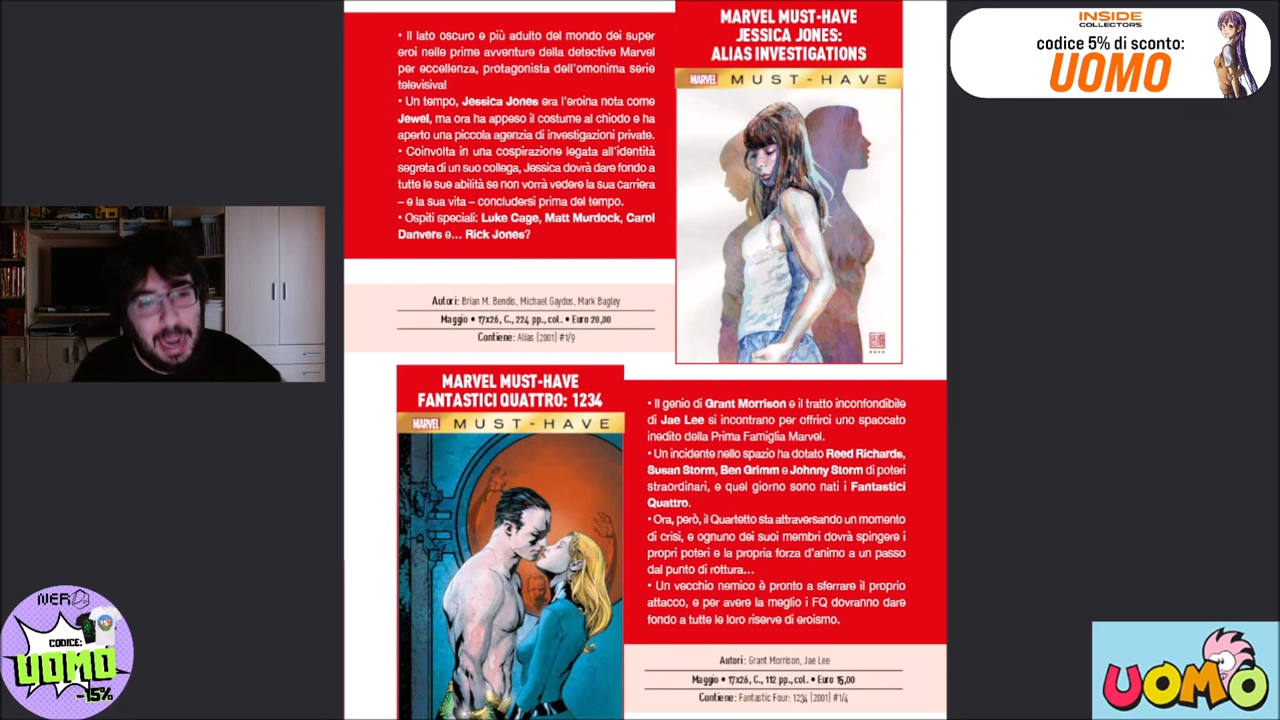 • Il lato oscuro e più adulto del mondo dei super
eroi nelle prime avventure della detective Marvel
per eccellenza, protagonista dell'omonima serie
televisiva!
• Un tempo, Jessica Jones era l'eroina nota come
Jewel, ma ora ha appeso il costume al chiodo e ha
aperto una piccola agenzia di investigazioni private.
• Coinvolta in una cospirazione legata all'identità
segreta di un suo collega, Jessica dovrà dare fondo a
tutte le sue abilità se non vorrà vedere la sua carriera
– e la sua vita – concludersi prima del tempo.
• Ospiti speciali: Luke Cage, Matt Murdock, Carol
Danvers e... Rick Jones?
Autori: Brian M. Bendis, Michael Gaydos, Mark Bagley
Maggio • 17x26, C., 224 pp., col. • Euro 20,00
Contiene: Alias (2001) #1/9
MARVEL MUST-HAVE
JESSICA JONES:
ALIAS INVESTIGATIONS
MARVEL MUST-HAVE
MARVEL MUST-HAVE
FANTASTICI QUATTRO: 1234
MARVEL MUST-HAVE
• Il genio di Grant Morrison e il tratto inconfondibile
di Jae Lee si incontrano per offrirci uno spaccato
inedito della Prima Famiglia Marvel.
• Un incidente nello spazio ha dotato Reed Richards,
Susan Storm, Ben Grimm e Johnny Storm di poteri
straordinari, e quel giorno sono nati i Fantastici
Quattro.
• Ora, però, il Quartetto sta attraversando un momento
di crisi, e ognuno dei suoi membri dovrà spingere i
propri poteri e la propria forza d'animo a un passo
dal punto di rottura...
• Un vecchio nemico è pronto a sferrare il proprio
attacco, e per avere la meglio i FQ dovranno dare
fondo a tutte le loro riserve di eroismo.
Autori: Grant Morrison, Jae Lee
Maggio • 17x26, C., 112 pp., col. • Euro 15,00
Contiene: Fantastic Four: 1234 (2001) #1/4
INSIDE
COLLECTORS
codice 5% di sconto:
UOMO
NERO
CODICE:
UOMO
-15%
UOMO